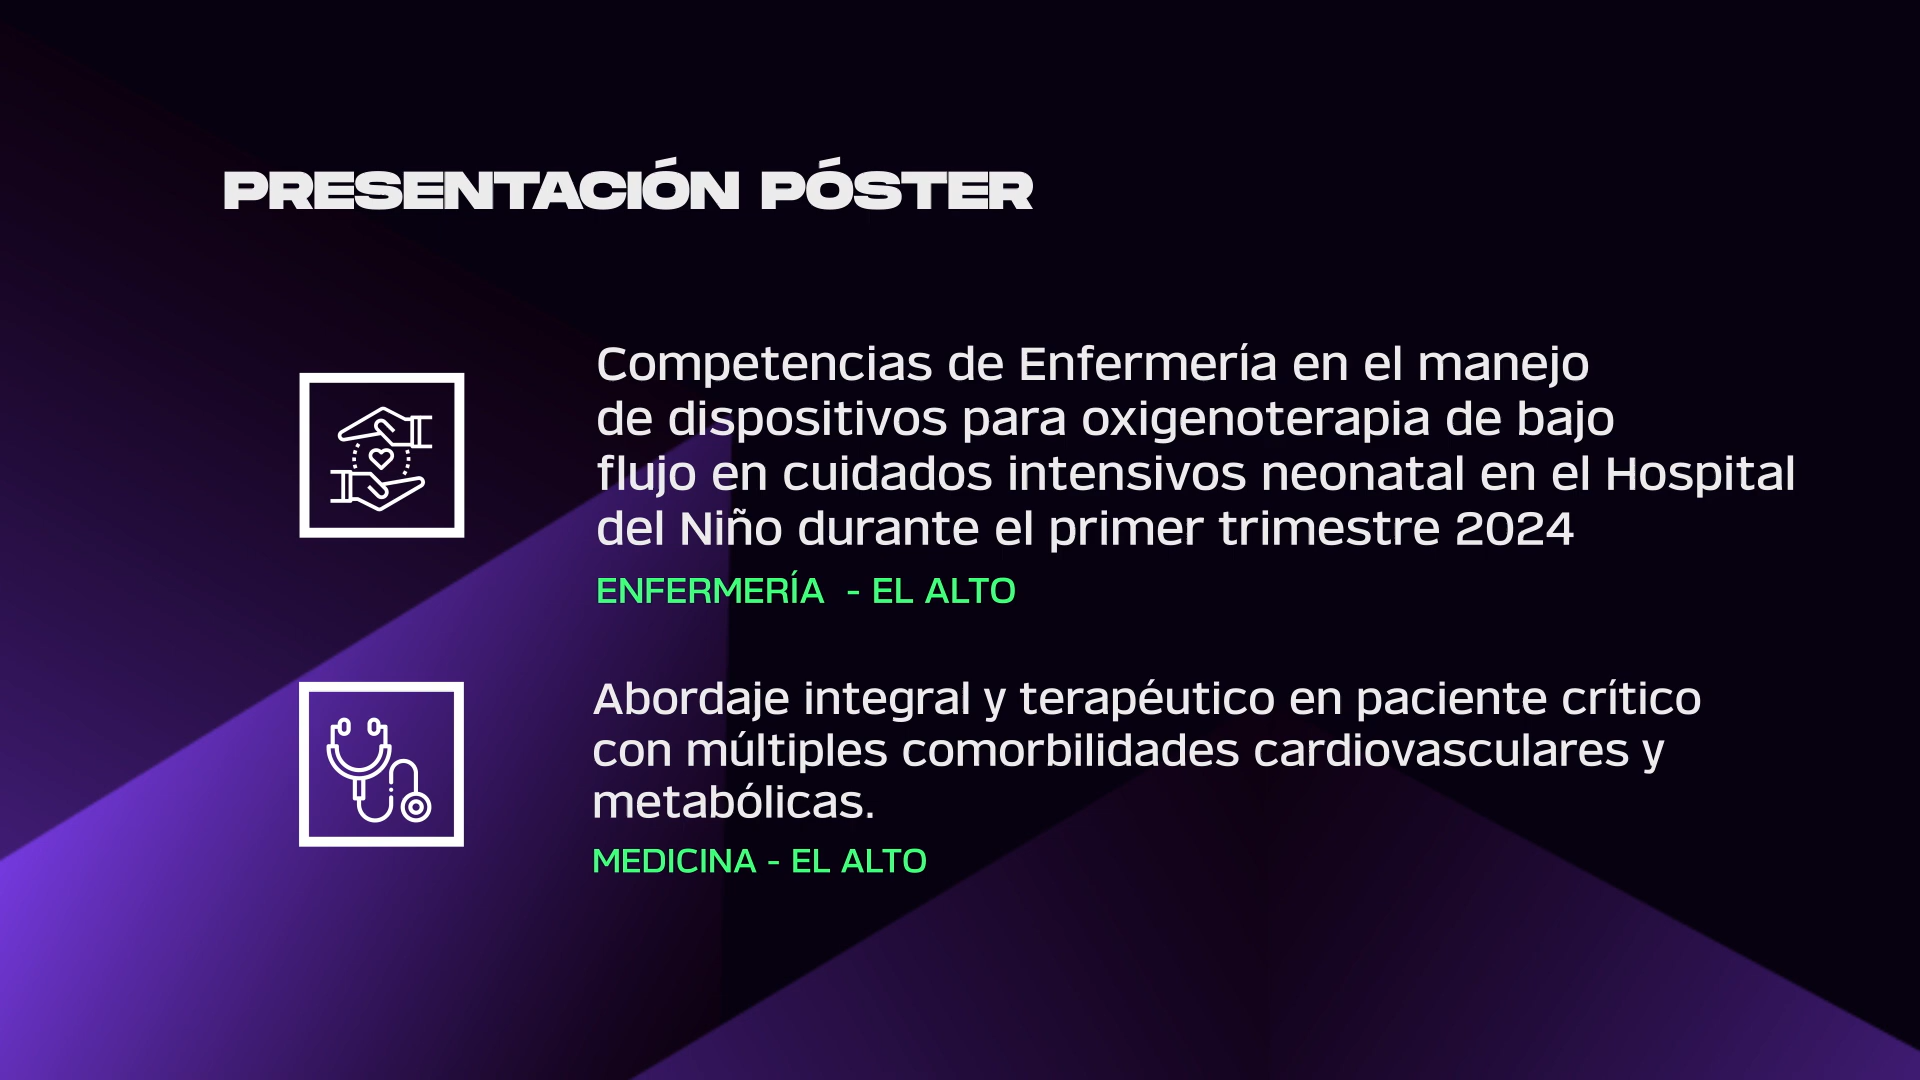 PRESENTACIÓN PÓSTER
Competencias de Enfermería en el manejo
de dispositivos para oxigenoterapia de bajo
flujo en cuidados intensivos neonatal en el Hospital
del Niño durante el primer trimestre 2024
ENFERMERÍA - EL ALTO
Abordaje integral y terapéutico en paciente crítico
con múltiples comorbilidades cardiovasculares y
metabólicas.
MEDICINA - EL ALTO